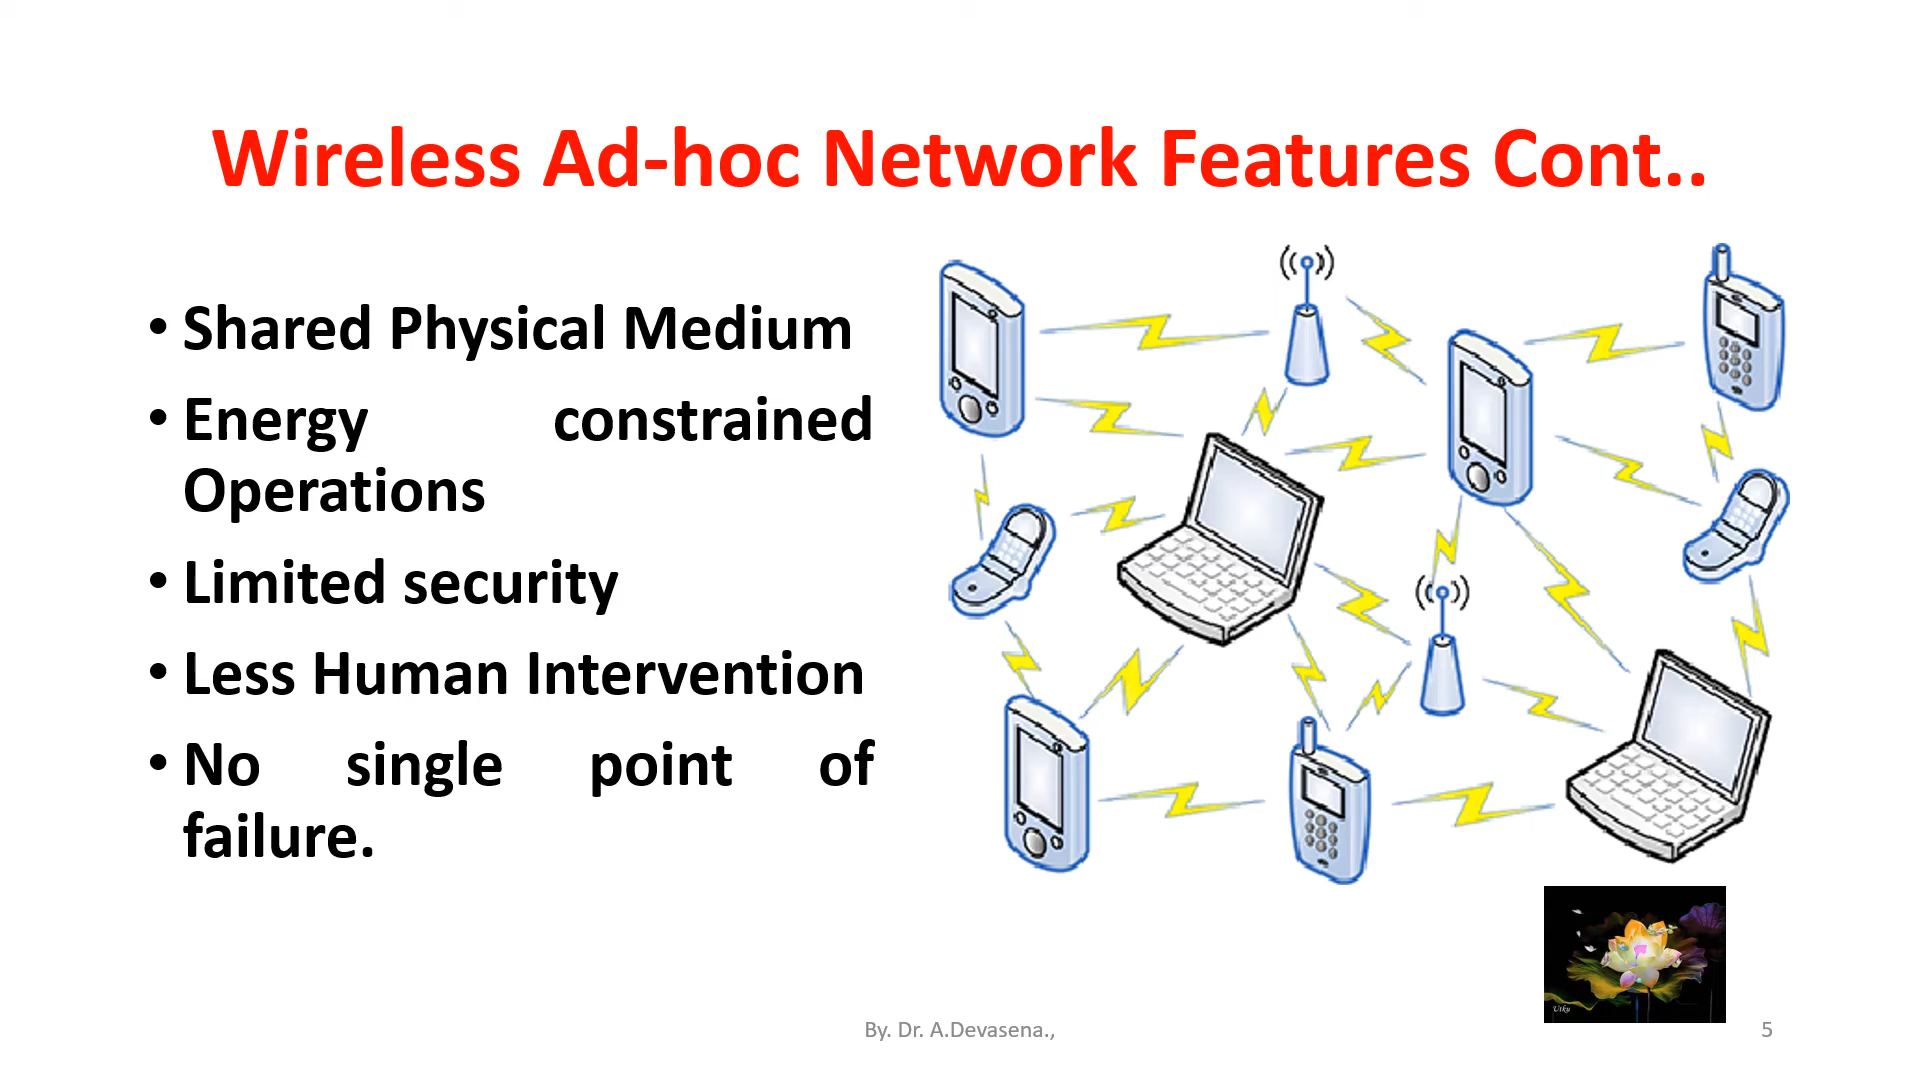 Wireless Ad-hoc Network Features Cont..
• Shared Physical Medium
• Energy constrained
Operations
• Limited security
• Less Human Intervention
• No single point of
failure.
Utku
By. Dr. A.Devasena.,
5